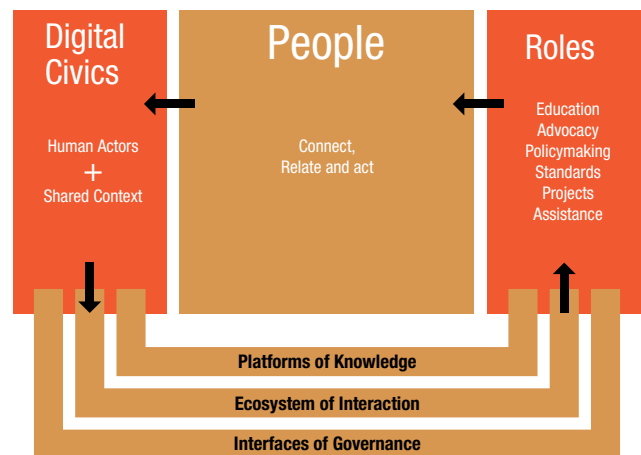 Digital
Civics
Human Actors
+
Shared Context
People
Connect,
Relate and act
Roles
Education
Advocacy
Policymaking
Standards
Projects
Assistance
Platforms of Knowledge
Ecosystem of Interaction
Interfaces of Governance